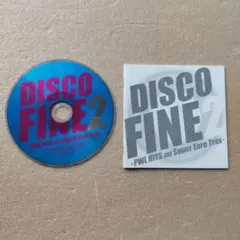 DISCO
FINE2
DISCO
FINE2
-PWL HITS and Super Euro Trax-